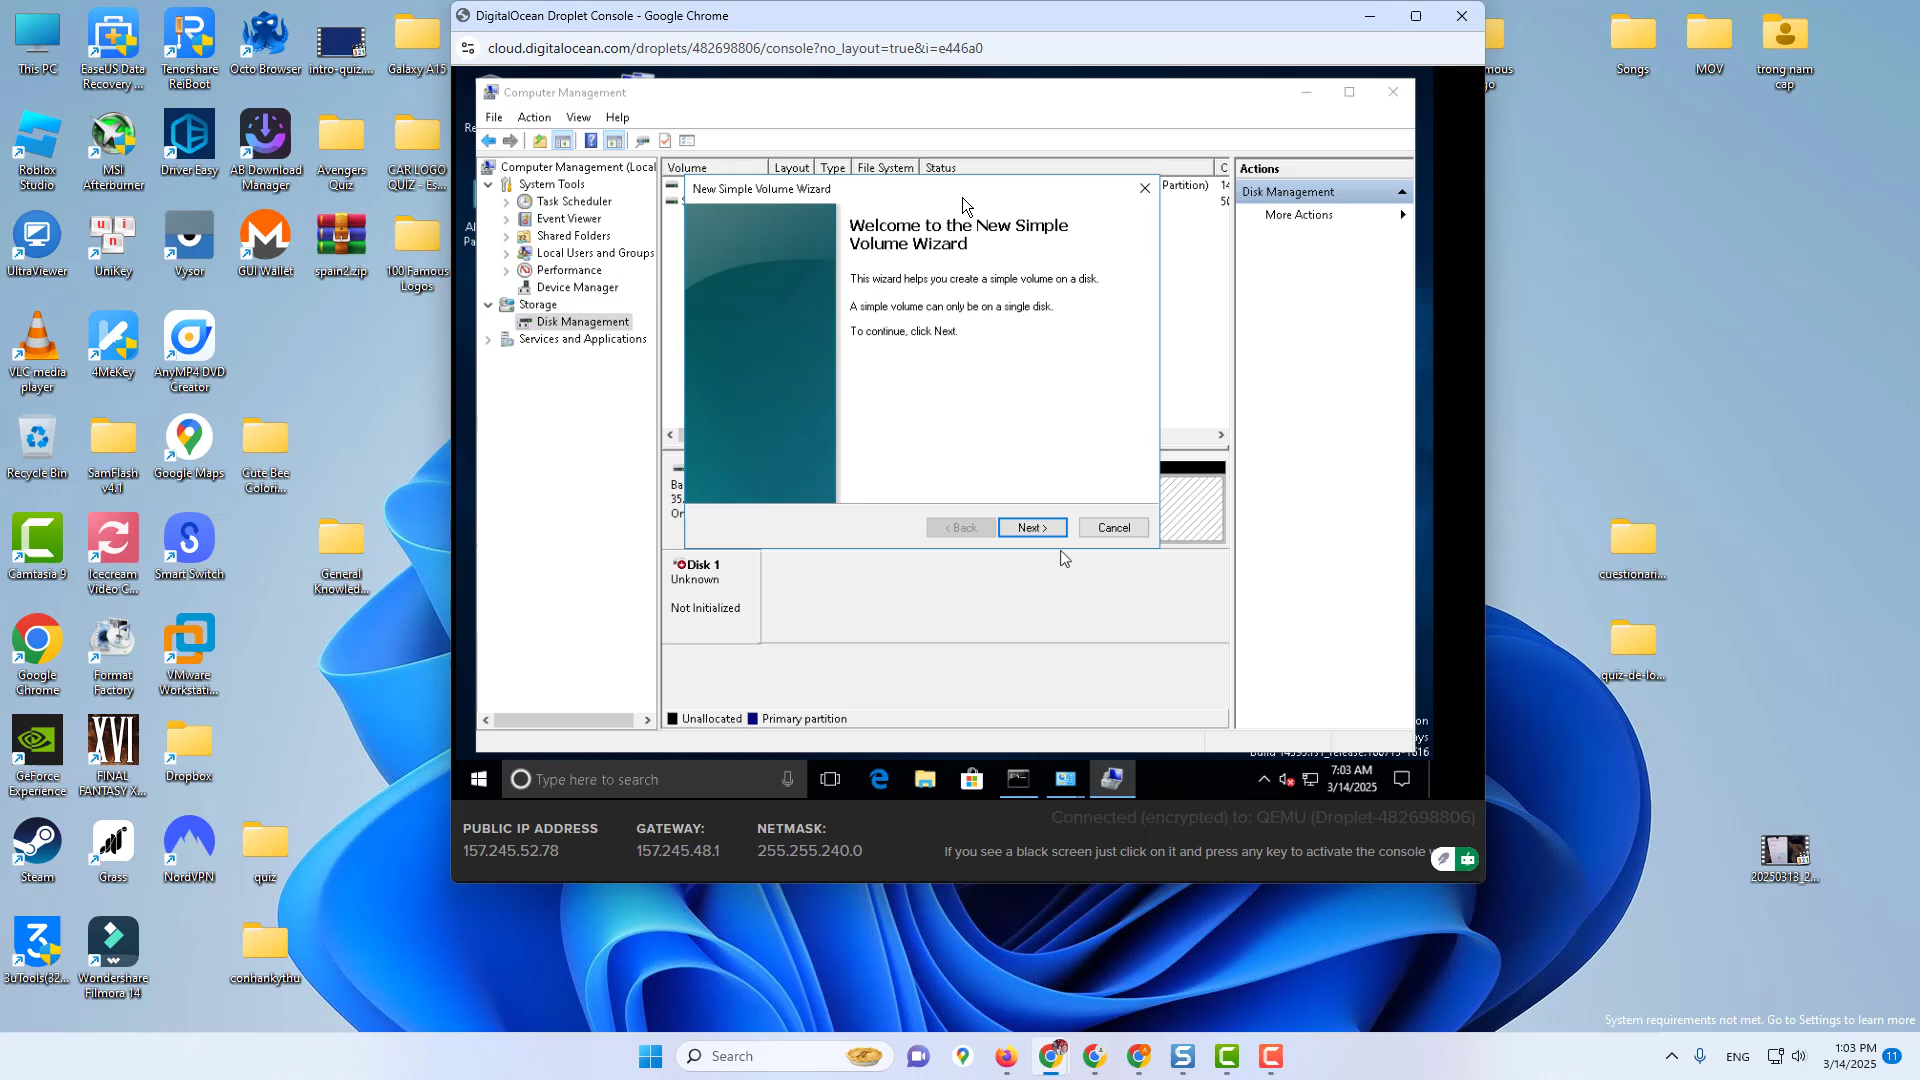 DigitalOcean Droplet Console - Google Chrome
cloud.digitalocean.com/droplets/482698806/console?no_layout=true&i=e446a0
This PC
EaseUS Data
Recovery ...
Tenorshare
ReiBoot
Octo Browser
intro-quiz....
Galaxy A15
Songs
MOV
trong nam
cap
Roblox
Studio
MSI
Afterburner
Driver Easy
AB Download
Manager
Avengers
Quiz
CAR LOGO
QUIZ - Es...
UltraViewer
UniKey
Vysor
GUI Wallet
spain2.zip
100 Famous
Logos
VLC media
player
4MeKey
AnyMP4 DVD
Creator
Recycle Bin
SamFlash
v4.1
Google Maps
Cute Bee
Colori...
Camtasia 9
Icecream
Video C...
Smart Switch
General
Knowled...
Google
Chrome
Format
Factory
VMware
Workstati...
GeForce
Experience
FINAL
FANTASY X...
Dropbox
Steam
Grass
NordVPN
quiz
3uTools(32...
Wondershare
Filmora 14
conhankythu
cuestionari...
quiz-de-lo...
20250313_2...
Computer Management
File Action View Help
Computer Management (Local
System Tools
Task Scheduler
Event Viewer
Shared Folders
Local Users and Groups
Performance
Device Manager
Storage
Disk Management
Services and Applications
Volume Layout Type File System Status
Partition)
Actions
Disk Management
More Actions
New Simple Volume Wizard
Welcome to the New Simple
Volume Wizard
This wizard helps you create a simple volume on a disk.
A simple volume can only be on a single disk.
To continue, click Next.
< Back Next > Cancel
Disk 1
Unknown
Not Initialized
Unallocated Primary partition
Type here to search
7:03 AM
3/14/2025
PUBLIC IP ADDRESS
157.245.52.78
GATEWAY:
157.245.48.1
NETMASK:
255.255.240.0
Connected (encrypted) to: QEMU (Droplet-482698806)
If you see a black screen just click on it and press any key to activate the console
System requirements not met. Go to Settings to learn more
Search
ENG
1:03 PM
3/14/2025
11